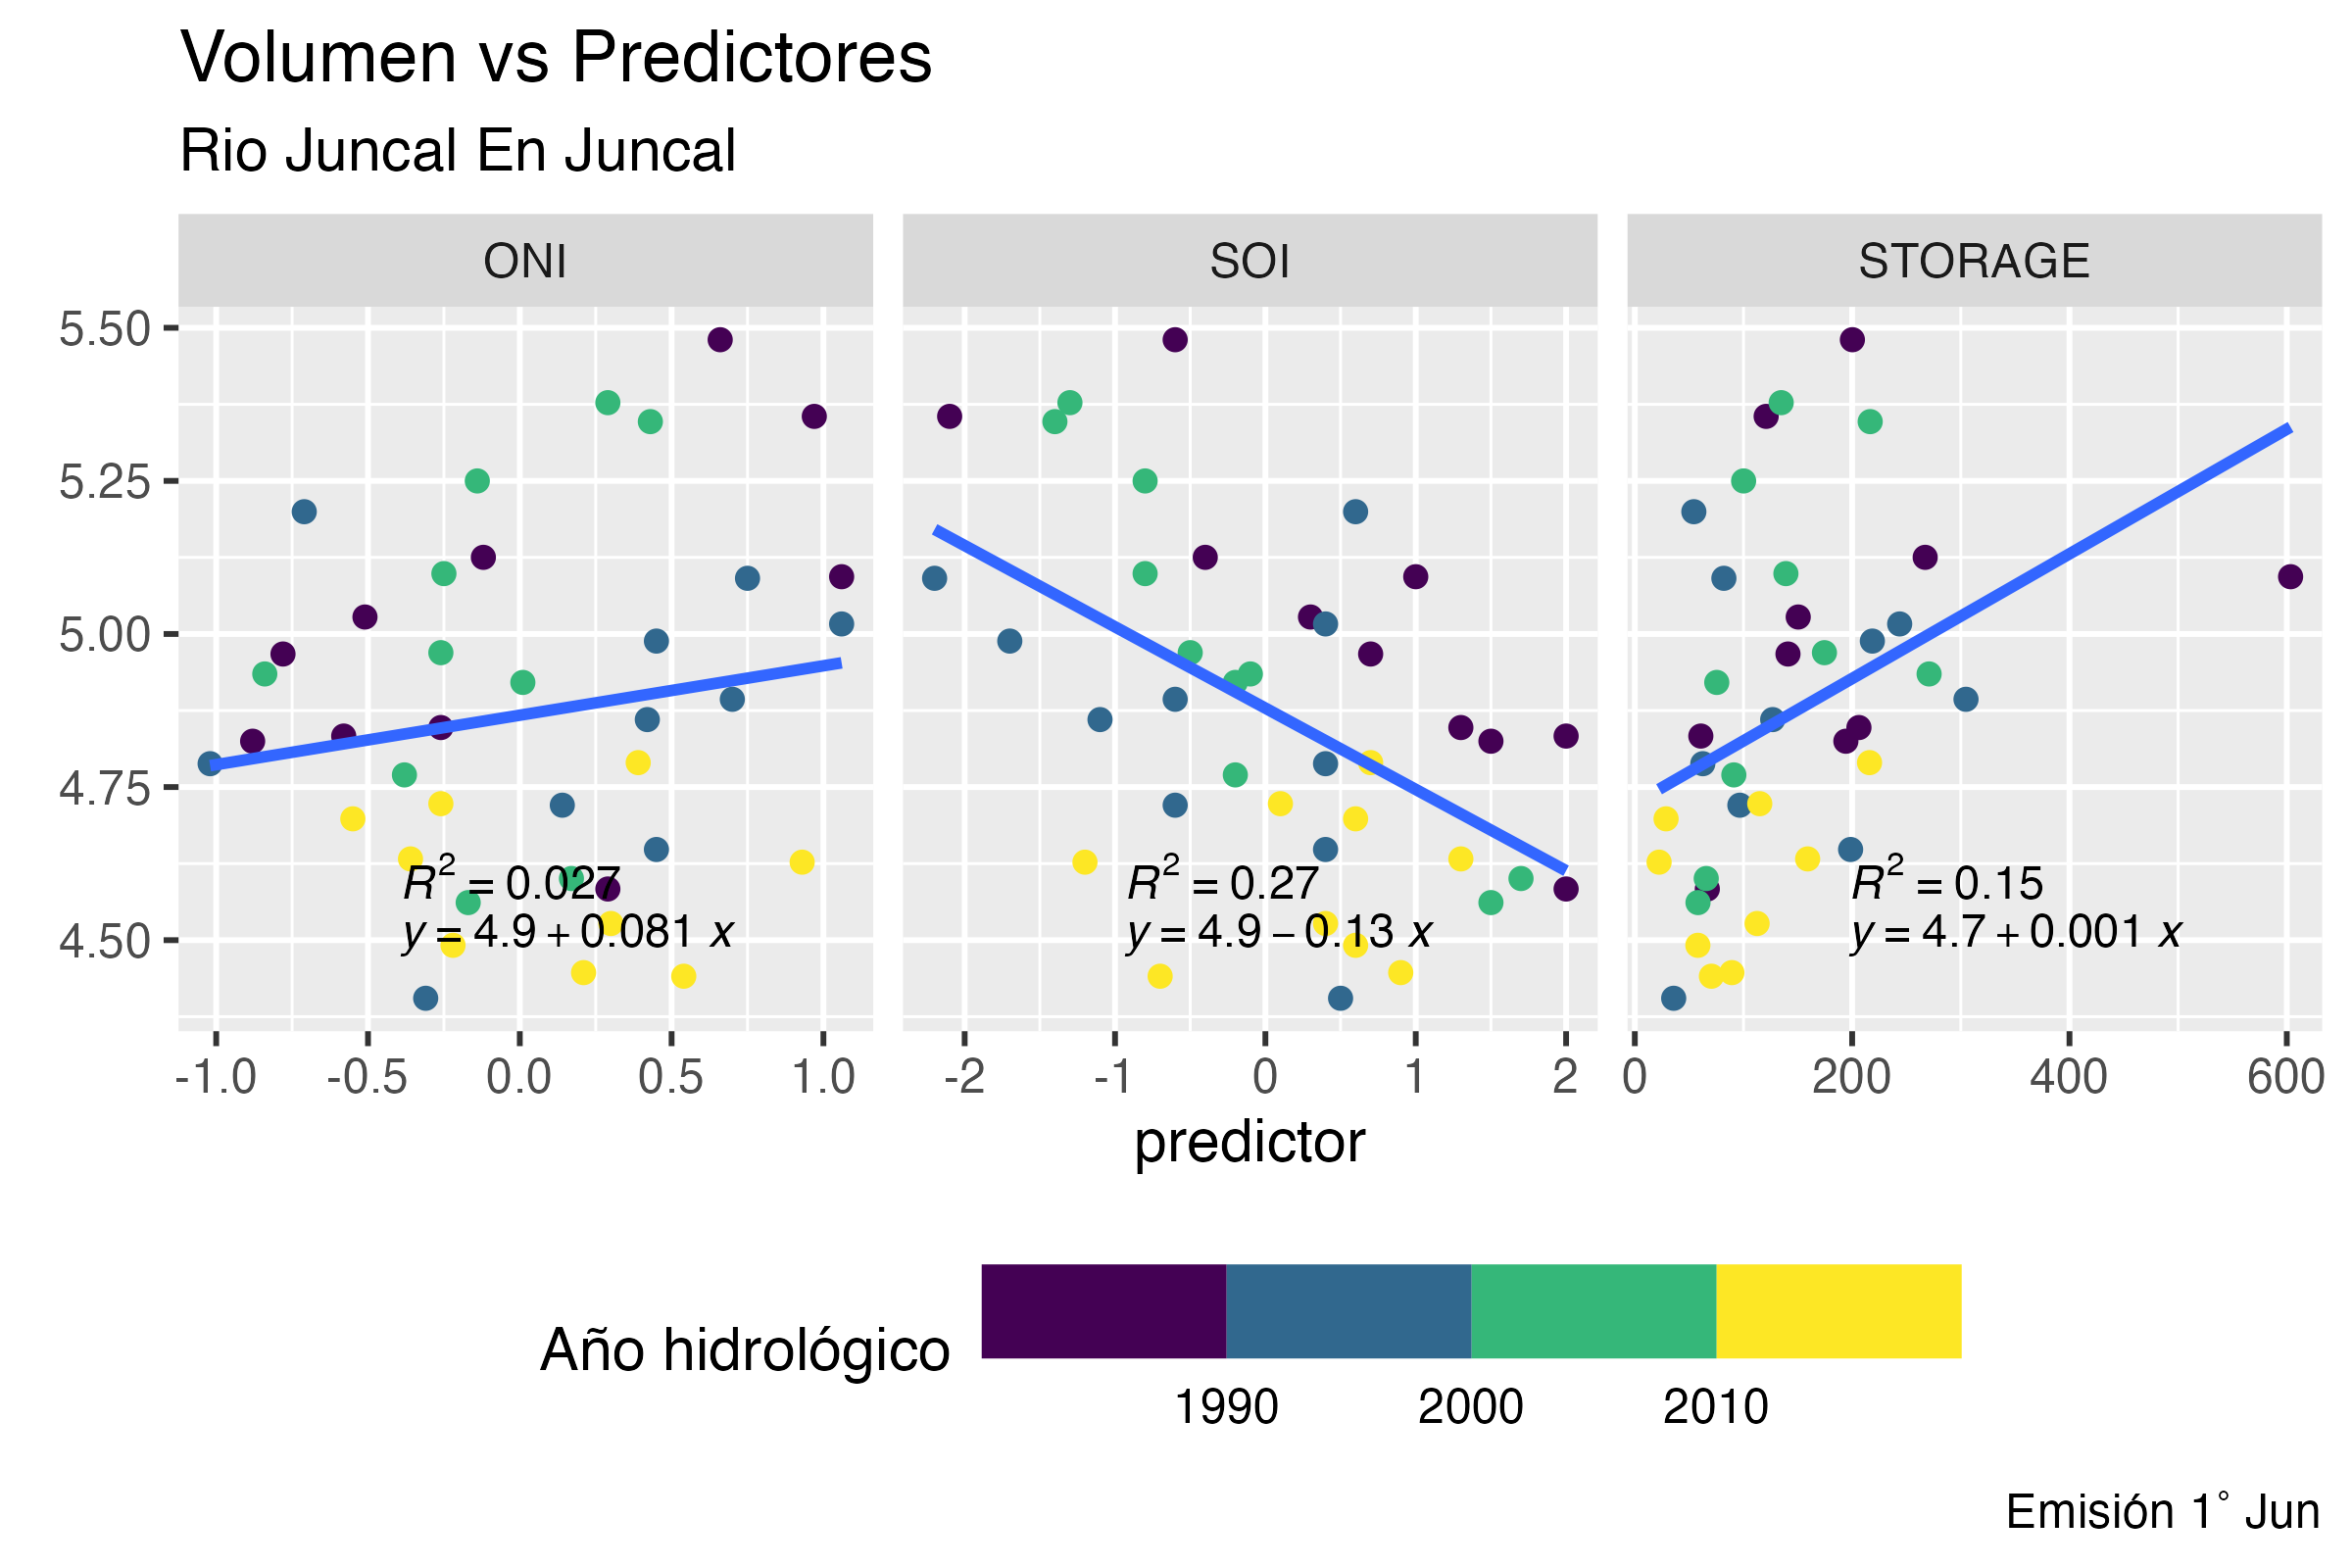 Volumen vs Predictores
Rio Juncal En Juncal
ONI SOI STORAGE
5.50
5.25
5.00
4.75
4.50
R² = 0.027 R² = 0.27 R² = 0.15
y = 4.9 + 0.081 x y = 4.9 − 0.13 x y = 4.7 + 0.001 x
-1.0 -0.5 0.0 0.5 1.0 -2 -1 0 1 2 0 200 400 600
predictor
Año hidrológico
1990 2000 2010
Emisión 1° Jun